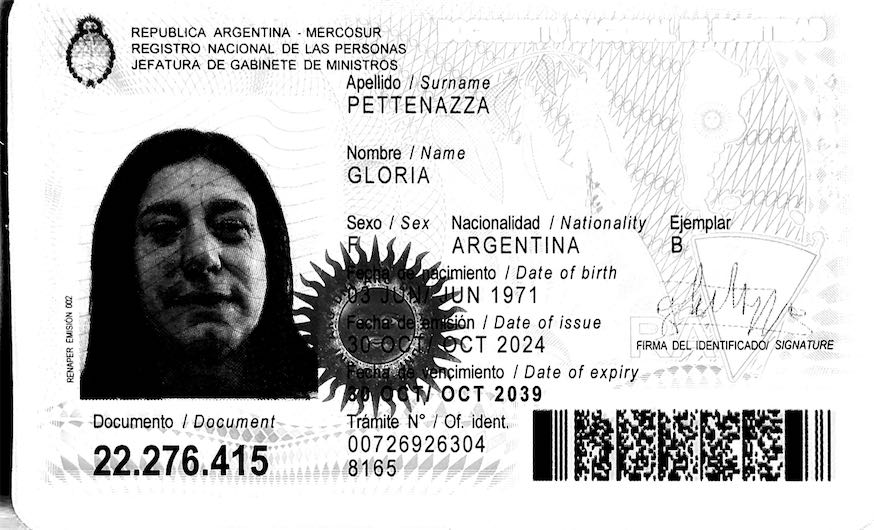 REPUBLICA ARGENTINA - MERCOSUR
REGISTRO NACIONAL DE LAS PERSONAS
JEFATURA DE GABINETE DE MINISTROS
Apellido / Surname
PETTENAZZA
Nombre / Name
GLORIA
Sexo / Sex Nacionalidad / Nationality Ejemplar
F ARGENTINA B
Fecha de nacimiento / Date of birth
03 JUN/ JUN 1971
Fecha de emisión / Date of issue
30 OCT/ OCT 2024
FIRMA DEL IDENTIFICADO/ SIGNATURE
Fecha de vencimiento / Date of expiry
30 OCT/ OCT 2039
RENAPER EMISIÓN 002
Documento / Document
22.276.415
Trámite N° / Of. ident.
00726926304
8165